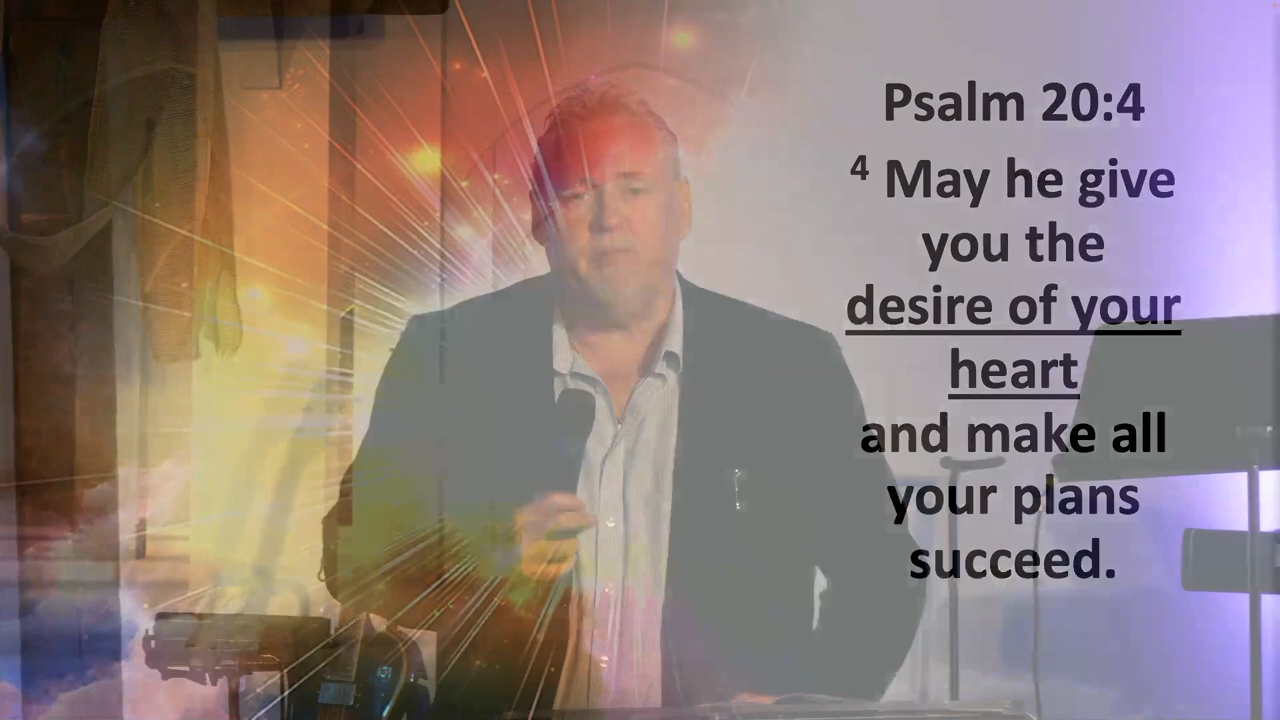 Psalm 20:4
4 May he give
you the
desire of your
heart
and make all
your plans
succeed.